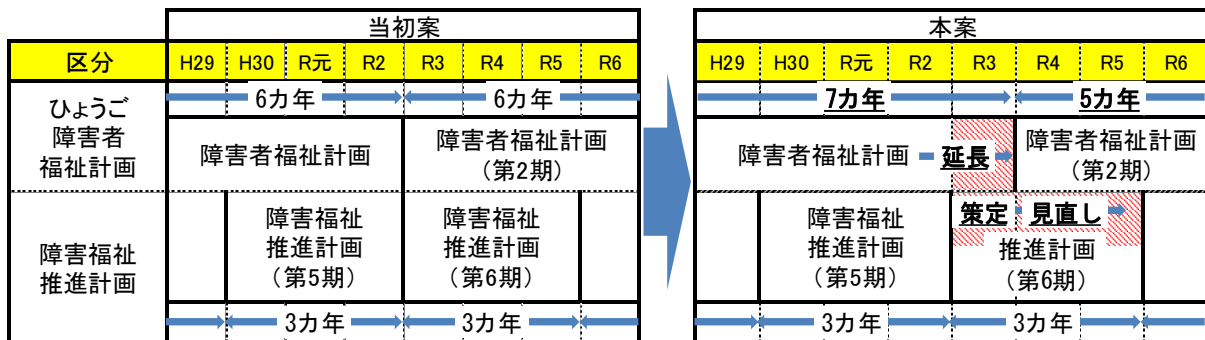 当初案
区分 H29 H30 R元 R2 R3 R4 R5 R6
ひょうご
障害者
福祉計画
6カ年 6カ年
障害者福祉計画
障害者福祉計画
(第2期)
障害福祉
推進計画
障害福祉
推進計画
(第5期)
障害福祉
推進計画
(第6期)
3カ年 3カ年
本案
H29 H30 R元 R2 R3 R4 R5 R6
7カ年 5カ年
障害者福祉計画 延長
障害者福祉計画
(第2期)
障害福祉
推進計画
(第5期)
策定 見直し
推進計画
(第6期)
3カ年 3カ年